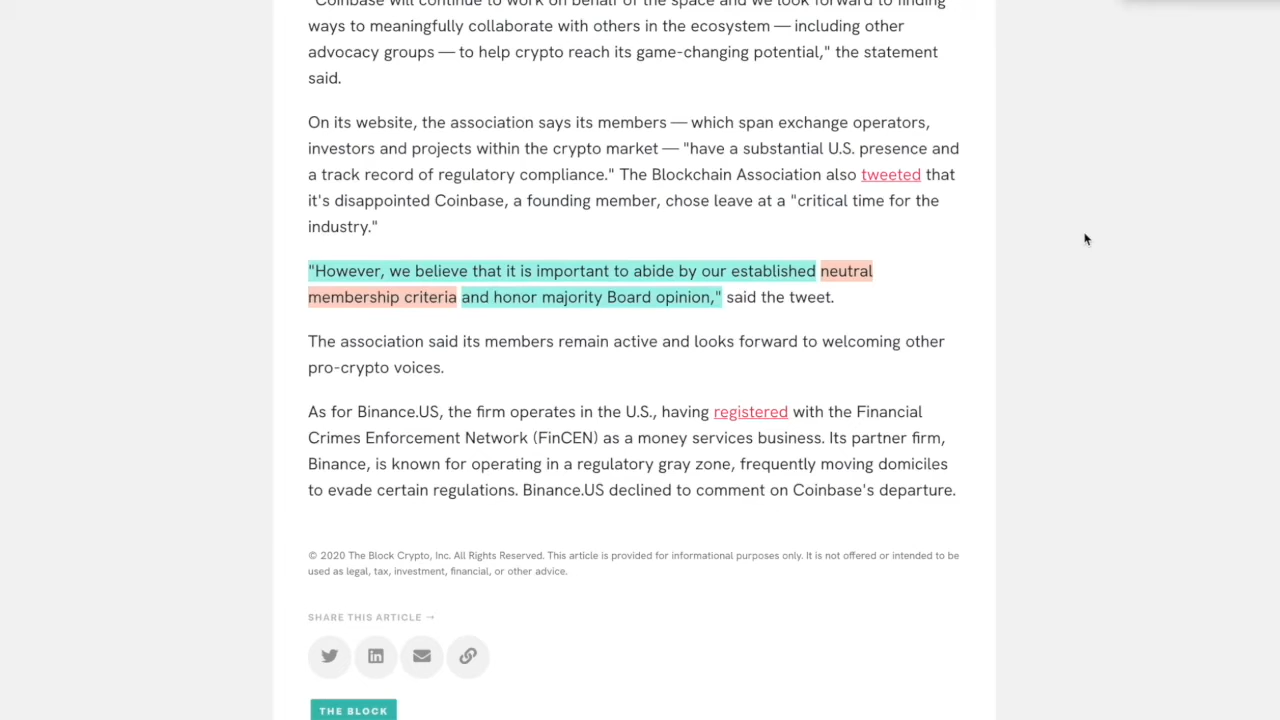 "Coinbase will continue to work on behalf of the space and we look forward to finding
ways to meaningfully collaborate with others in the ecosystem — including other
advocacy groups — to help crypto reach its game-changing potential," the statement
said.
On its website, the association says its members — which span exchange operators,
investors and projects within the crypto market — "have a substantial U.S. presence and
a track record of regulatory compliance." The Blockchain Association also tweeted that
it's disappointed Coinbase, a founding member, chose leave at a "critical time for the
industry."
"However, we believe that it is important to abide by our established neutral
membership criteria and honor majority Board opinion," said the tweet.
The association said its members remain active and looks forward to welcoming other
pro-crypto voices.
As for Binance.US, the firm operates in the U.S., having registered with the Financial
Crimes Enforcement Network (FinCEN) as a money services business. Its partner firm,
Binance, is known for operating in a regulatory gray zone, frequently moving domiciles
to evade certain regulations. Binance.US declined to comment on Coinbase's departure.
© 2020 The Block Crypto, Inc. All Rights Reserved. This article is provided for informational purposes only. It is not offered or intended to be
used as legal, tax, investment, financial, or other advice.
SHARE THIS ARTICLE →
THE BLOCK